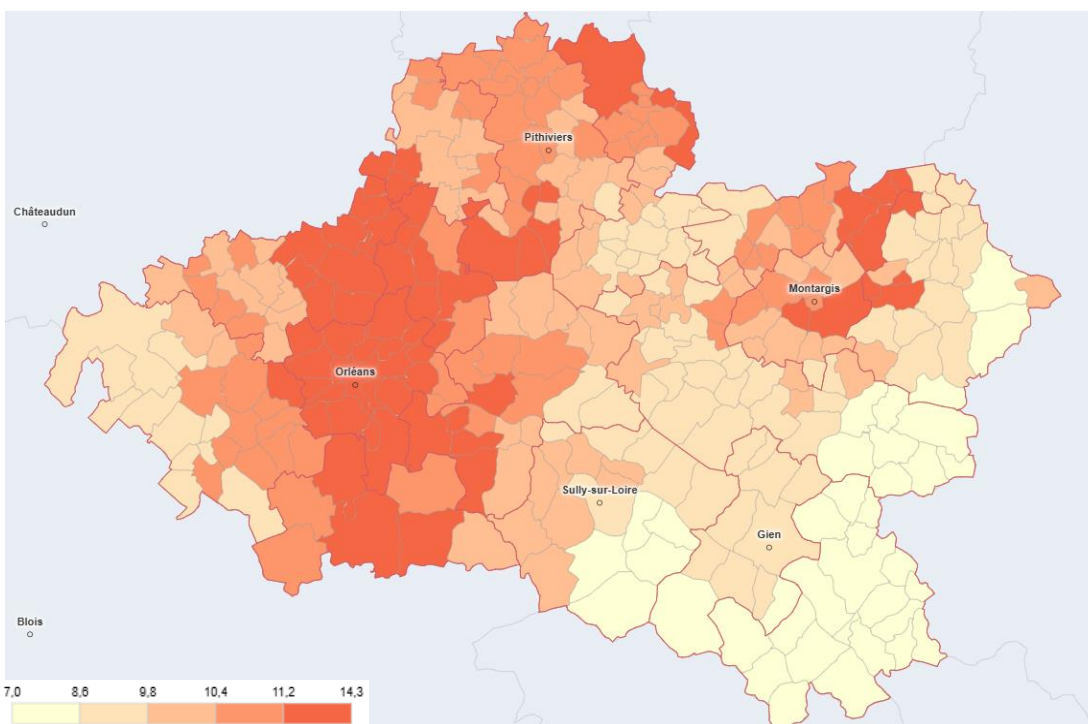 Pithiviers
Châteaudun
Montargis
Orléans
Sully-sur-Loire
Gien
Blois
7,0 8,6 9,8 10,4 11,2 14,3